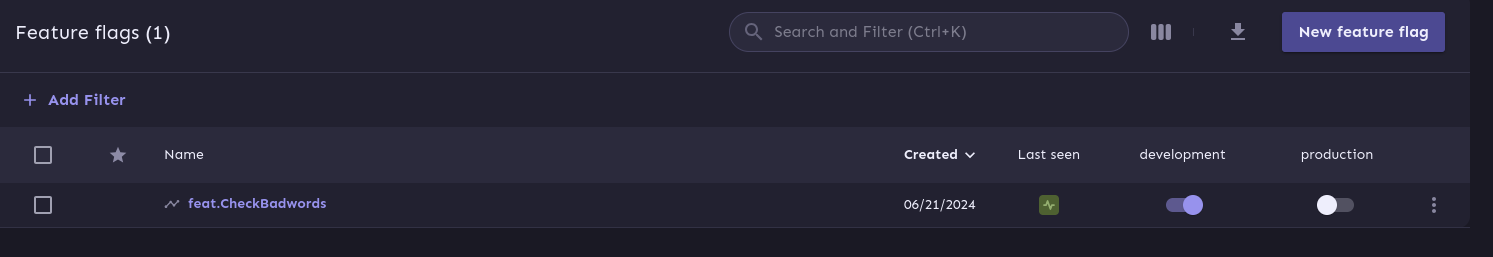 Feature flags (1)
Search and Filter (Ctrl+K)
New feature flag
Add Filter
Name Created Last seen development production
feat.CheckBadwords 06/21/2024